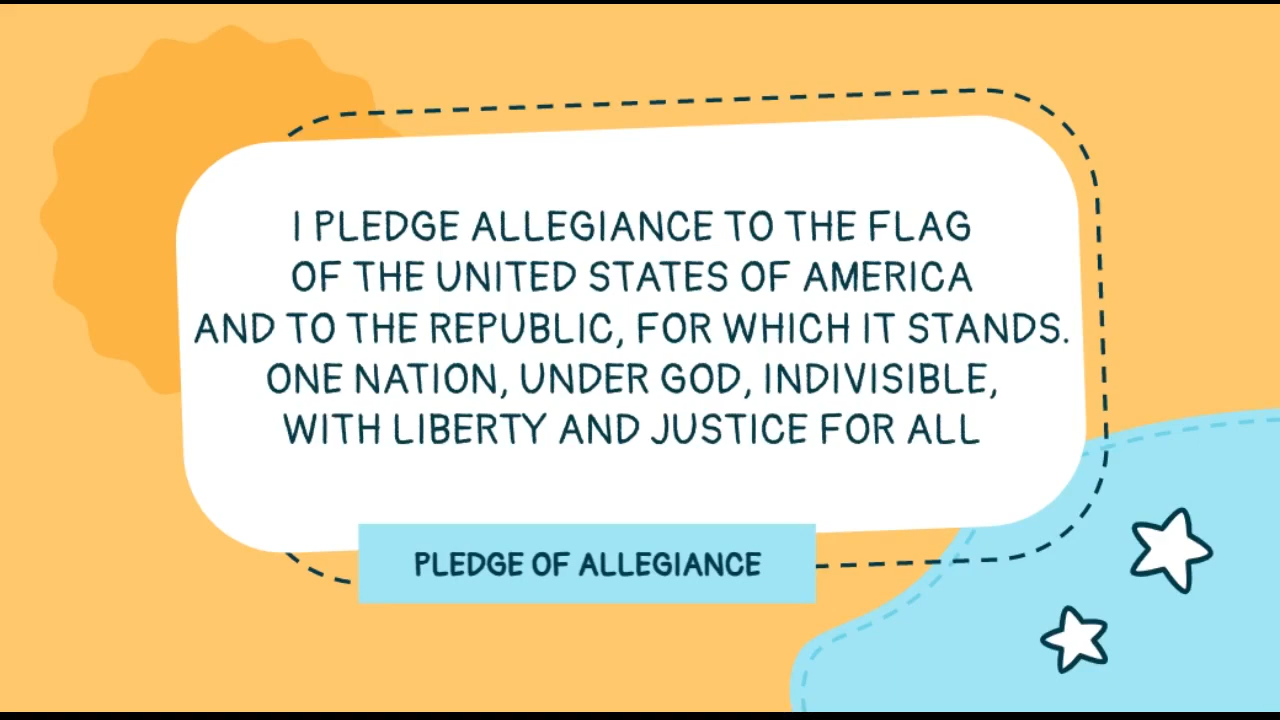 I PLEDGE ALLEGIANCE TO THE FLAG
OF THE UNITED STATES OF AMERICA
AND TO THE REPUBLIC, FOR WHICH IT STANDS.
ONE NATION, UNDER GOD, INDIVISIBLE,
WITH LIBERTY AND JUSTICE FOR ALL
PLEDGE OF ALLEGIANCE